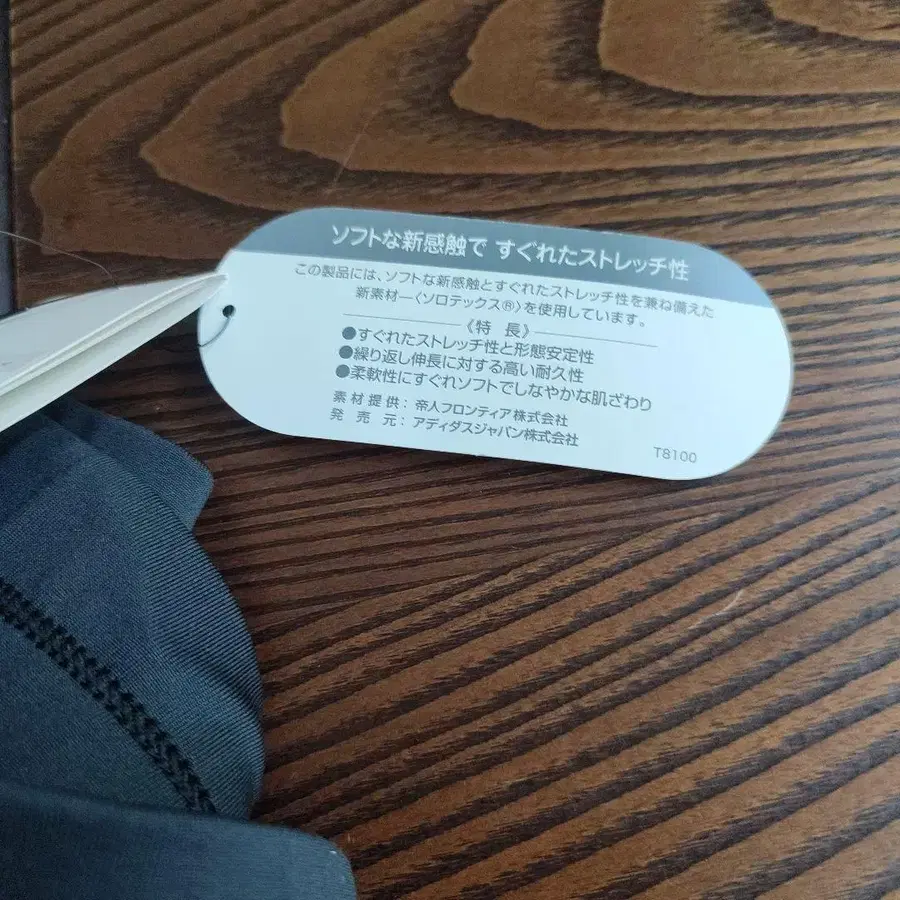 ソフトな新感触で すぐれたストレッチ性
この製品には、ソフトな新感触とすぐれたストレッチ性を兼ね備えた
新素材―〈ソロテックス®〉を使用しています。
《特 長》
●すぐれたストレッチ性と形態安定性
●繰り返し伸長に対する高い耐久性
●柔軟性にすぐれソフトでしなやかな肌ざわり
素材提供：帝人フロンティア株式会社
発 売 元：アディダスジャパン株式会社
T8100